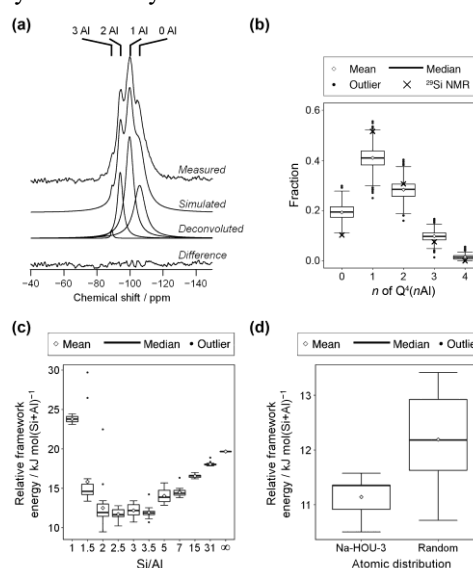 (a)
3 Al 2 Al 1 Al 0 Al
Measured
Simulated
Deconvoluted
Difference
-40 -60 -80 -100 -120 -140
Chemical shift / ppm
(b)
Mean Median
Outlier ²⁹Si NMR
Fraction
0.6
0.4
0.2
0.0
0 1 2 3 4
n of Q⁴(nAl)
(c)
Mean Median Outlier
Relative framework
energy / kJ mol(Si+Al)⁻¹
30
25
20
15
10
1 1.5 2 2.5 3 3.5 5 7 15 31 ∞
Si/Al
(d)
Mean Median Outlier
Relative framework
energy / kJ mol(Si+Al)⁻¹
13
12
11
Na-HOU-3 Random
Atomic distribution